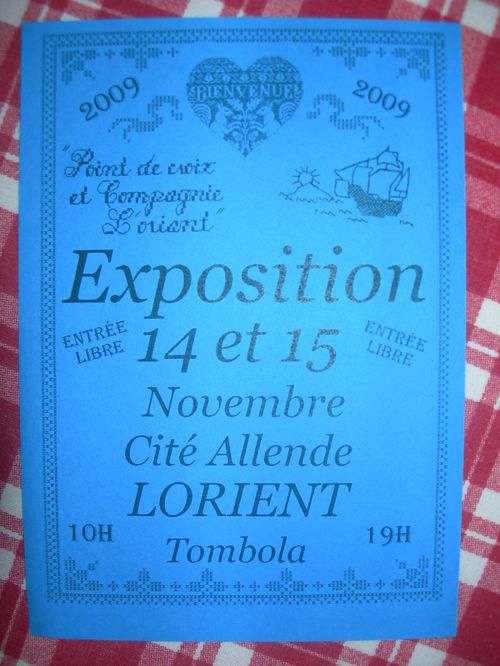 BIENVENUE
2009
2009
"Point de croix
et Compagnie
L'orient"
Exposition
ENTRÉE
LIBRE
14 et 15
ENTRÉE
LIBRE
Novembre
Cité Allende
LORIENT
10H
19H
Tombola